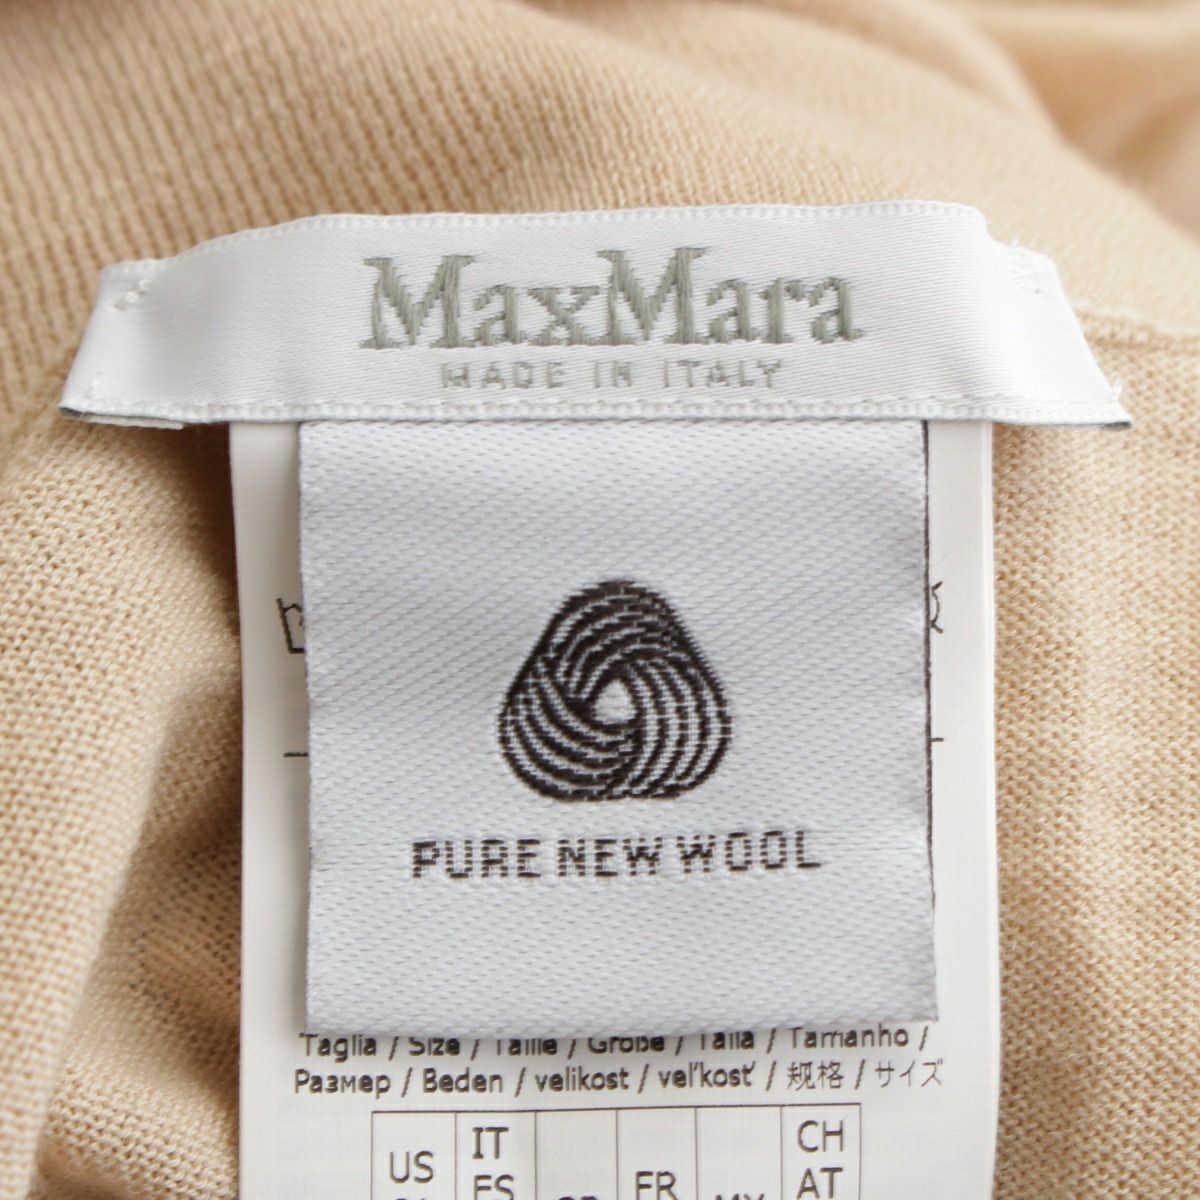 MaxMara
MADE IN ITALY
PURE NEW WOOL
Taglia / Size / Taille / Größe / Talla / Tamanho /
Размер / Beden / velikost / veľkosť / 规格 / サイズ
US IT FR CH
ES AT